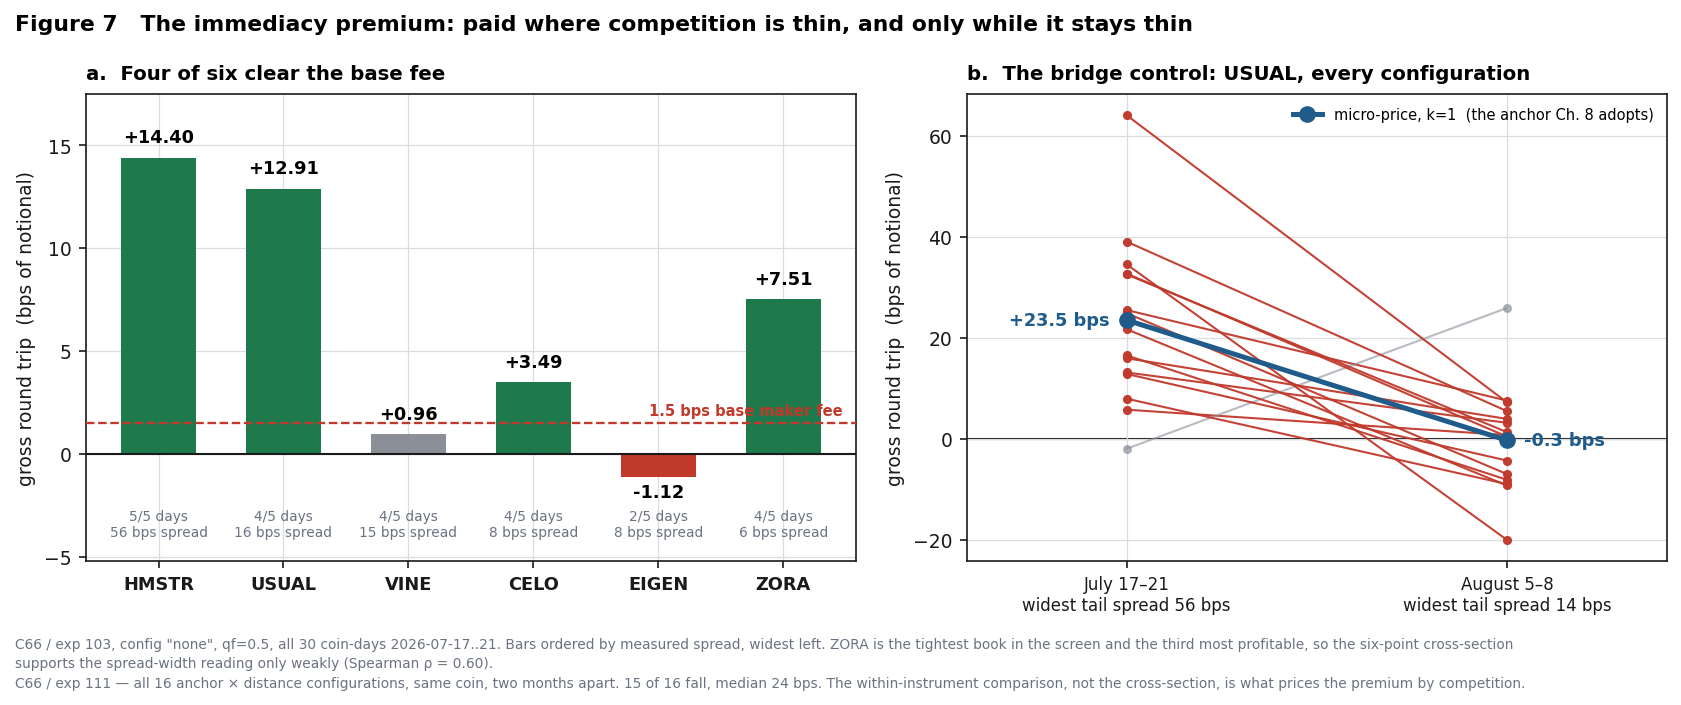 Figure 7   The immediacy premium: paid where competition is thin, and only while it stays thin
a.  Four of six clear the base fee
gross round trip  (bps of notional)
15
10
5
0
−5
+14.40
+12.91
+0.96
+3.49
-1.12
+7.51
1.5 bps base maker fee
5/5 days
56 bps spread
4/5 days
16 bps spread
4/5 days
15 bps spread
4/5 days
8 bps spread
2/5 days
8 bps spread
4/5 days
6 bps spread
HMSTR
USUAL
VINE
CELO
EIGEN
ZORA
b.  The bridge control: USUAL, every configuration
gross round trip  (bps of notional)
60
40
20
0
−20
micro-price, k=1  (the anchor Ch. 8 adopts)
+23.5 bps
-0.3 bps
July 17–21
widest tail spread 56 bps
August 5–8
widest tail spread 14 bps
C66 / exp 103, config "none", qf=0.5, all 30 coin-days 2026-07-17..21. Bars ordered by measured spread, widest left. ZORA is the tightest book in the screen and the third most profitable, so the six-point cross-section
supports the spread-width reading only weakly (Spearman ρ = 0.60).
C66 / exp 111 — all 16 anchor × distance configurations, same coin, two months apart. 15 of 16 fall, median 24 bps. The within-instrument comparison, not the cross-section, is what prices the premium by competition.